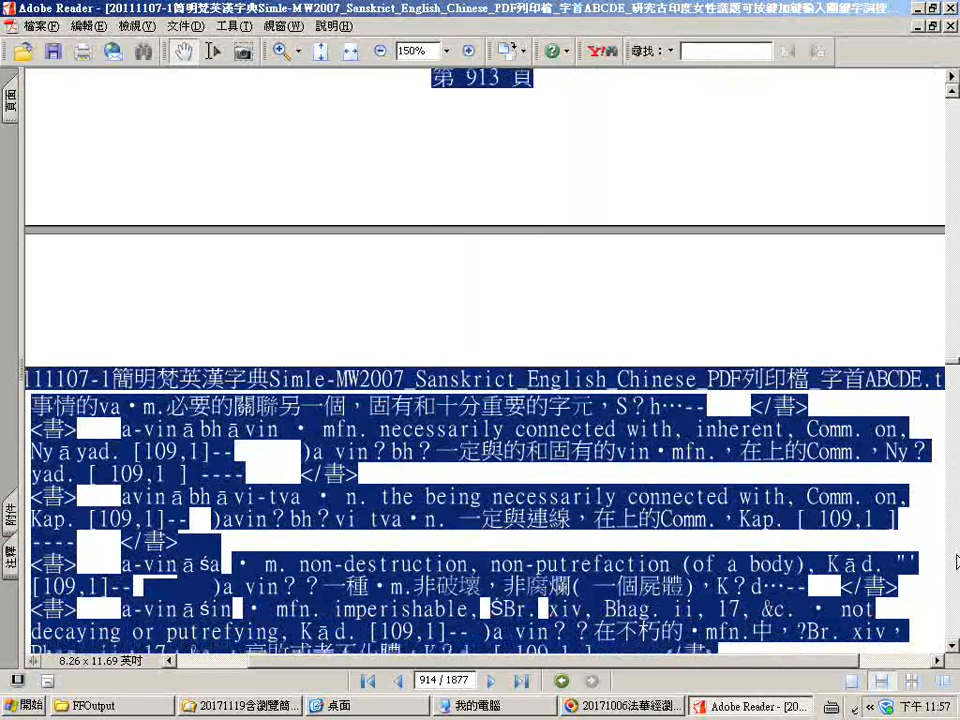 Adobe Reader - [20111107-1簡明梵英漢字典Simle-MW2007_Sanskrict_English_Chinese_PDF列印檔_字首ABCDE_研究古印度女性議題可按
檔案(F) 編輯(E) 檢視(V) 文件(D) 工具(T) 視窗(W) 說明(H)
150% 尋找：
頁面
第 913 頁
111107-1簡明梵英漢字典Simle-MW2007_Sanskrict_English_Chinese_PDF列印檔_字首ABCDE.t
事情的va‧m.必要的關聯另一個，固有和十分重要的字元，S？h…-- </書>
<書> a-vinābhāvin ‧ mfn. necessarily connected with, inherent, Comm. on,
Nyāyad. [109,1]-- )a vin？bh？一定與的和固有的vin‧mfn.，在上的Comm.，Ny？
yad. [ 109,1 ] ---- </書>
<書> avinābhāvi-tva ‧ n. the being necessarily connected with, Comm. on,
Kap. [109,1]-- )avin？bh？vi tva‧n. 一定與連線，在上的Comm.，Kap. [ 109,1 ]
---- </書>
<書> a-vināśa ‧ m. non-destruction, non-putrefaction (of a body), Kād. "'
[109,1]-- )a vin？？一種‧m.非破壞，非腐爛( 一個屍體)，K？d…-- </書>
<書> a-vināśin ‧ mfn. imperishable, ŚBr. xiv, Bhag. ii, 17, &c. ‧ not
decaying or putrefying, Kād. [109,1]-- )a vin？？在不朽的‧mfn.中，?Br. xiv，
附件
注釋
8.26 x 11.69 英吋
914 / 1877
開始 FFOutput 20171119含瀏覽簡... 桌面 我的電腦 20171006法華經瀏... Adobe Reader - [20... 下午 11:57